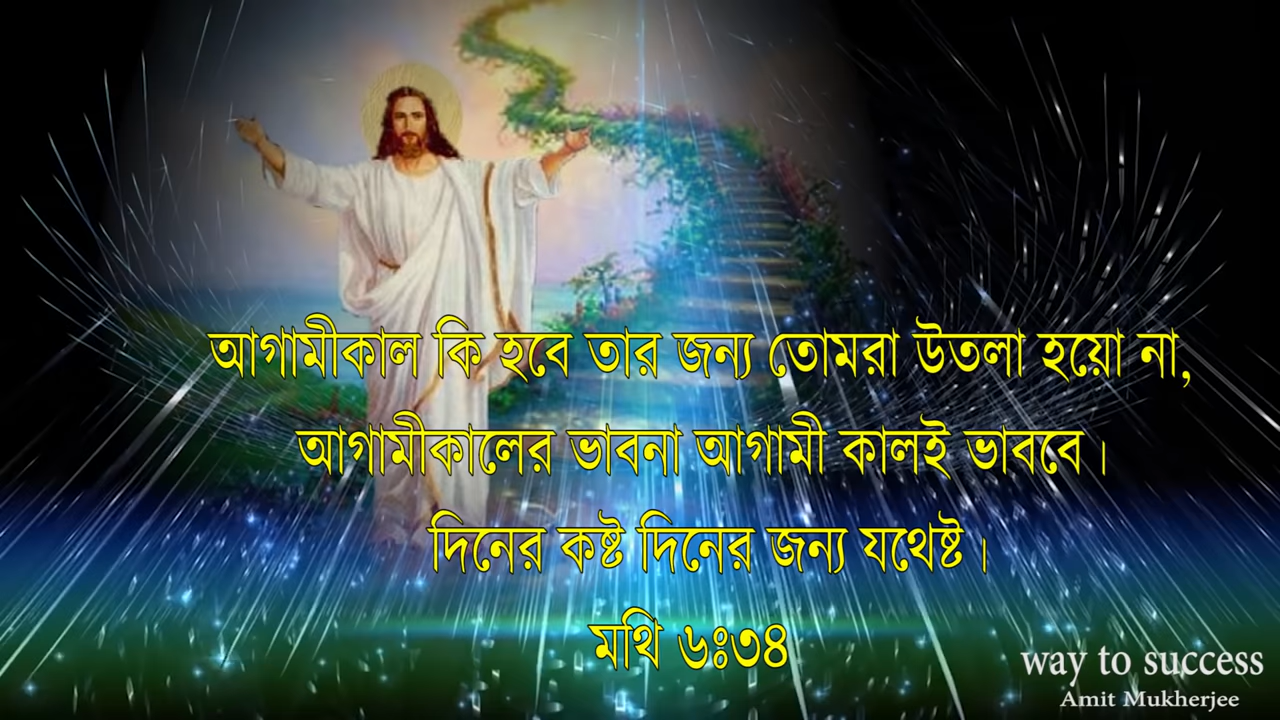 আগামীকাল কি হবে তার জন্য তোমরা উতলা হয়ো না,
আগামীকালের ভাবনা আগামী কালই ভাববে।
দিনের কষ্ট দিনের জন্য যথেষ্ট।
মথি ৬ঃ৩৪
way to success
Amit Mukherjee